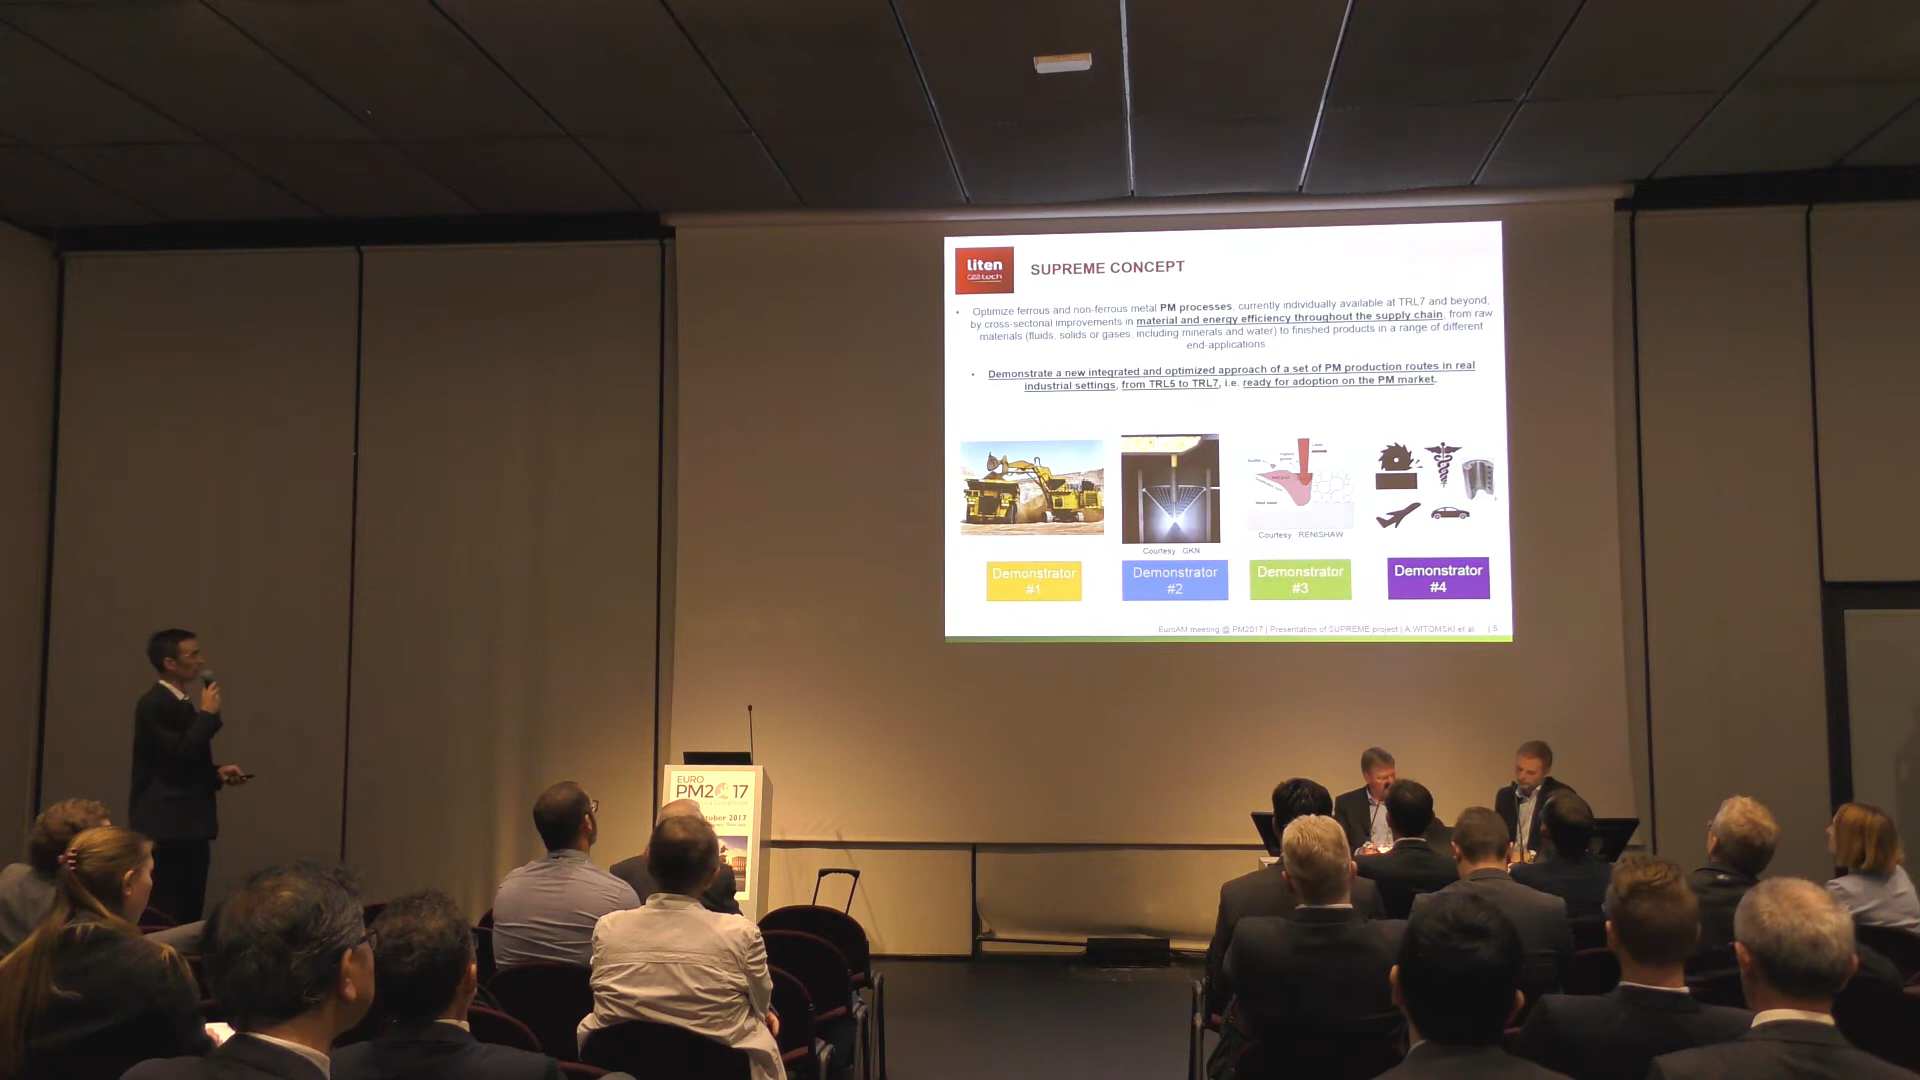 liten
cea tech
SUPREME CONCEPT
• Optimize ferrous and non-ferrous metal PM processes, currently individually available at TRL7 and beyond,
by cross-sectorial improvements in material and energy efficiency throughout the supply chain, from raw
materials (fluids, solids or gases, including minerals and water) to finished products in a range of different
end-applications
• Demonstrate a new integrated and optimized approach of a set of PM production routes in real
industrial settings, from TRL5 to TRL7, i.e. ready for adoption on the PM market.
Courtesy GKN
Courtesy RENISHAW
Demonstrator
#1
Demonstrator
#2
Demonstrator
#3
Demonstrator
#4
EuroAM meeting @ PM2017 | Presentation of SUPREME project | A.WITOMSKI et al. | 5
EURO
PM2017
tober 2017